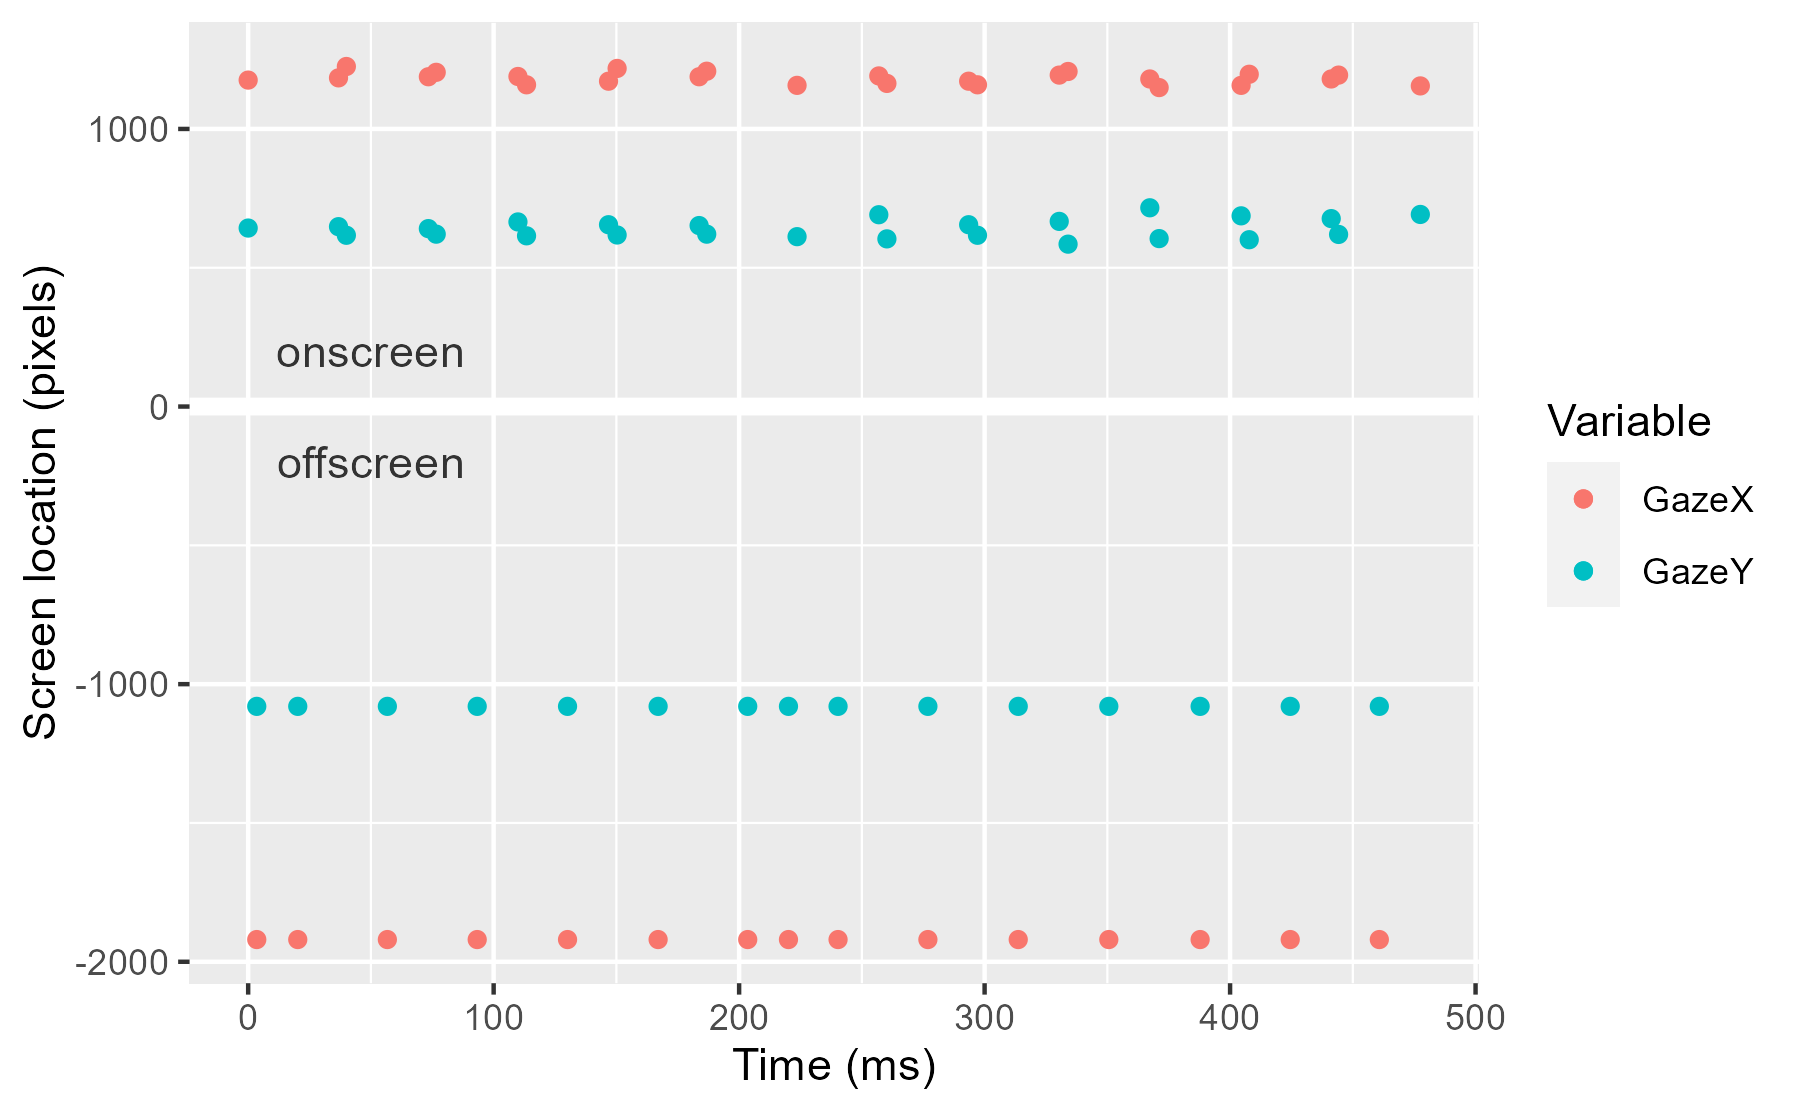 1000
0
-1000
-2000
Screen location (pixels)
onscreen
offscreen
0 100 200 300 400 500
Time (ms)
Variable
GazeX
GazeY